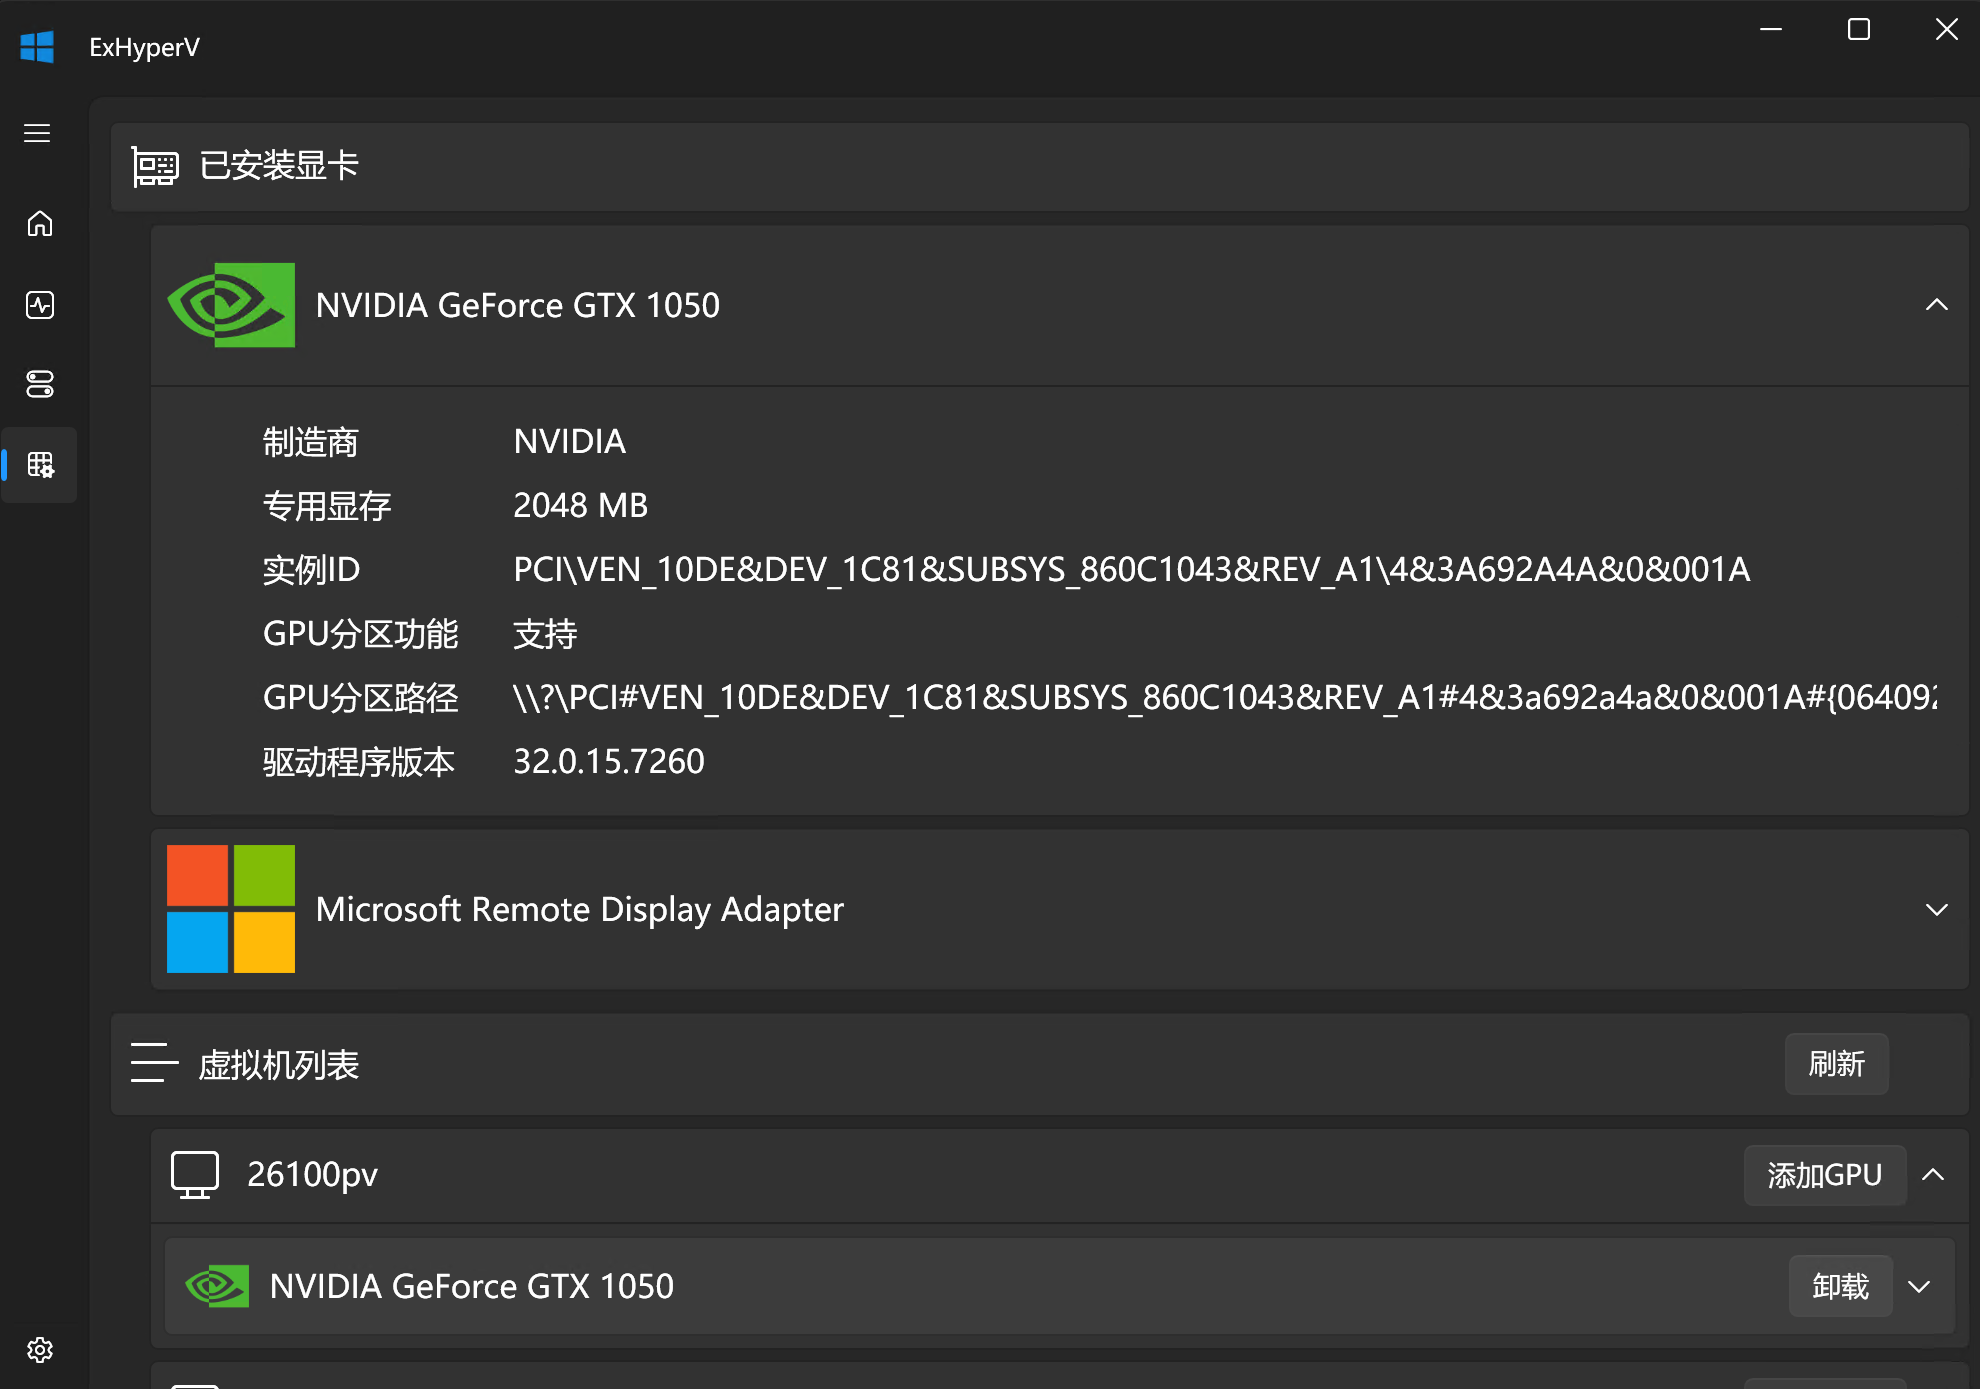 ExHyperV
已安装显卡
NVIDIA GeForce GTX 1050
制造商 NVIDIA
专用显存 2048 MB
实例ID PCI\VEN_10DE&DEV_1C81&SUBSYS_860C1043&REV_A1\4&3A692A4A&0&001A
GPU分区功能 支持
GPU分区路径 \\?\PCI#VEN_10DE&DEV_1C81&SUBSYS_860C1043&REV_A1#4&3a692a4a&0&001A#{064092
驱动程序版本 32.0.15.7260
Microsoft Remote Display Adapter
虚拟机列表 刷新
26100pv 添加GPU
NVIDIA GeForce GTX 1050 卸载